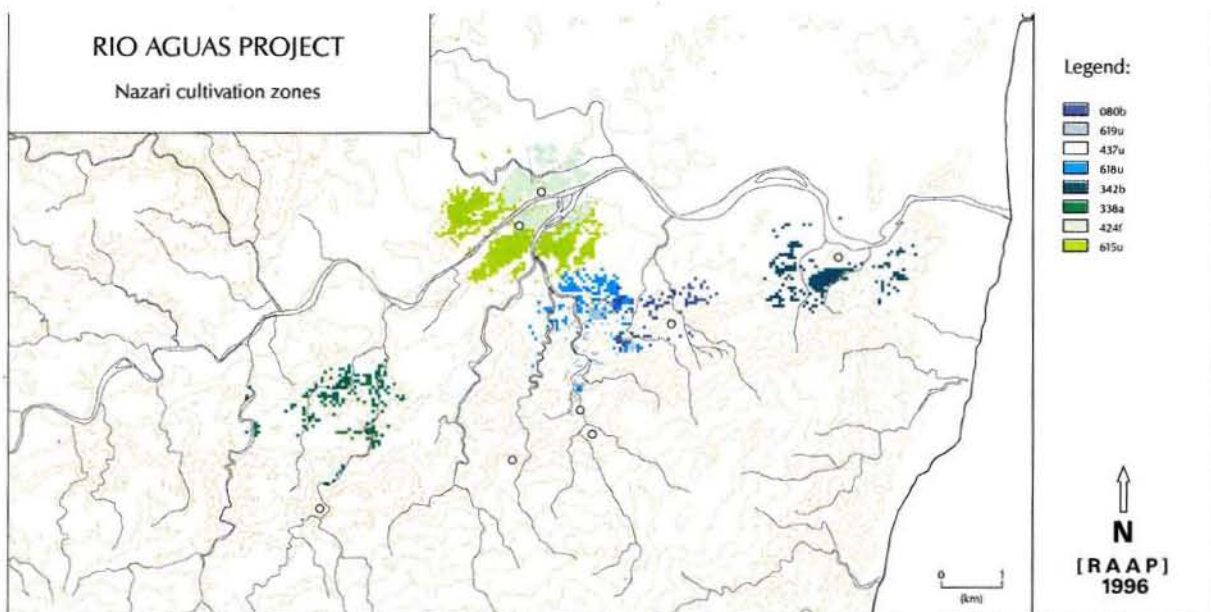 RIO AGUAS PROJECT
Nazari cultivation zones
Legend:
080b
619u
437u
618u
342b
338a
424f
615u
0 1
(km)
N
[RAAP]
1996